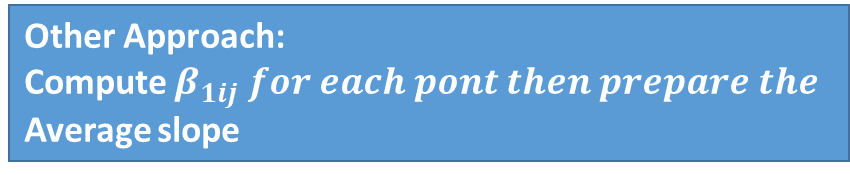 Other Approach:
Compute β₁ᵢⱼ for each pont then prepare the
Average slope